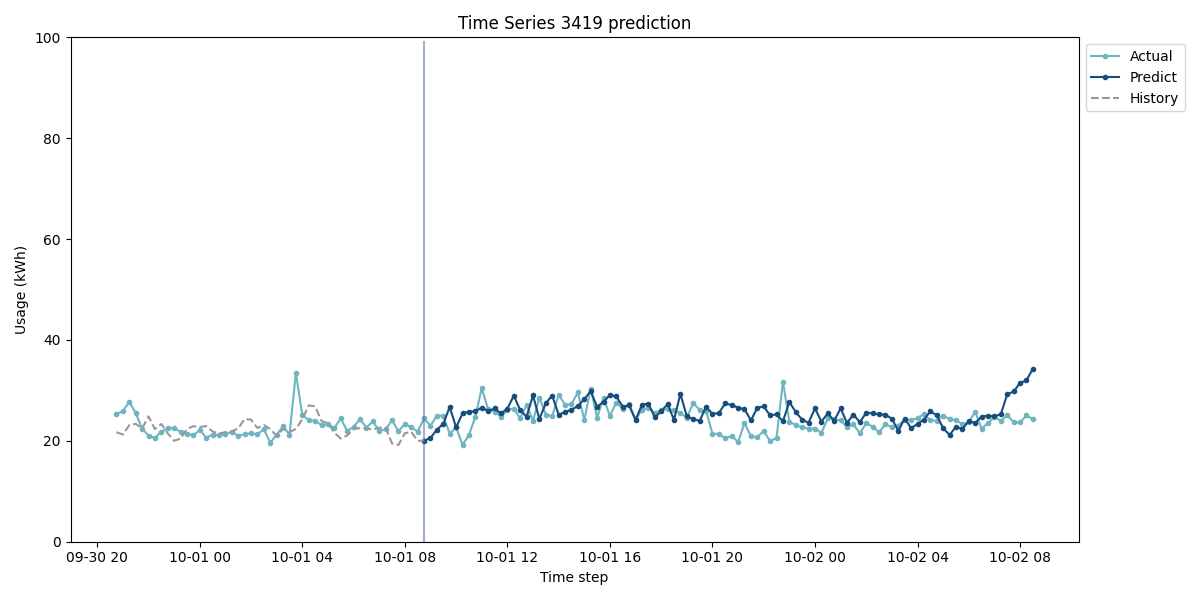 Time Series 3419 prediction
100
80
60
40
20
0
Usage (kWh)
09-30 20
10-01 00
10-01 04
10-01 08
10-01 12
10-01 16
10-01 20
10-02 00
10-02 04
10-02 08
Time step
Actual
Predict
History